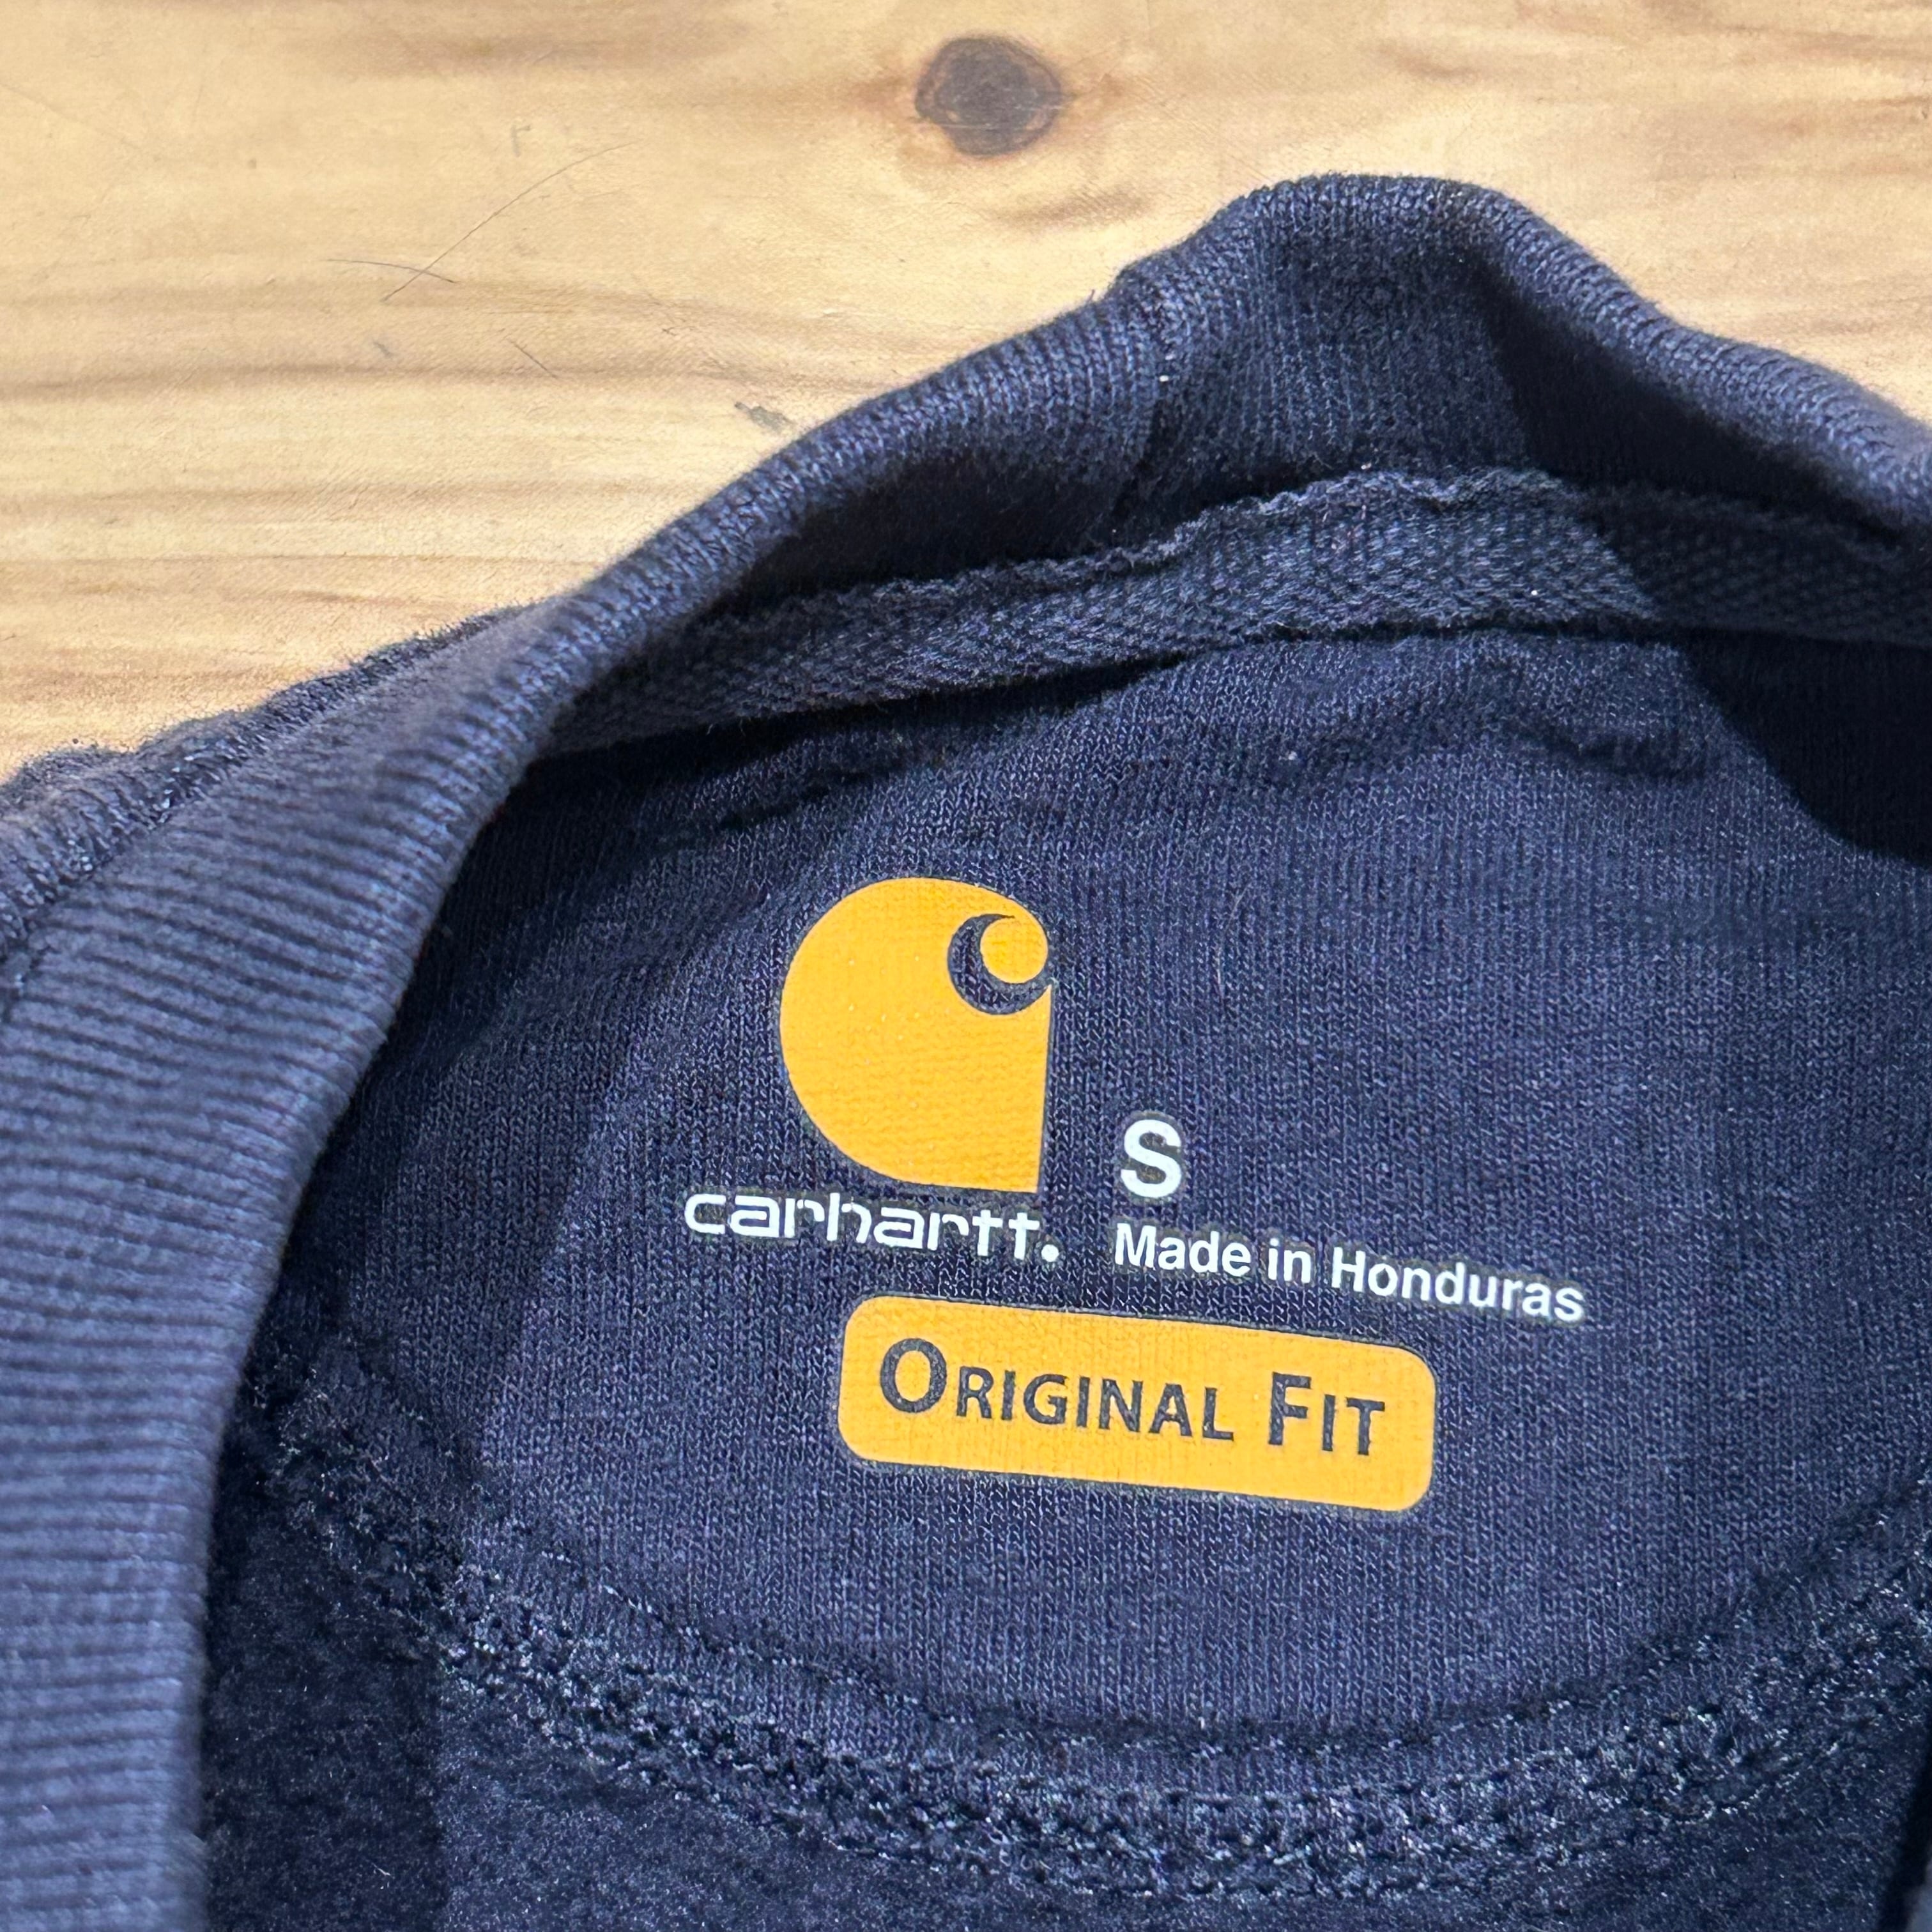 S
carhartt.
Made in Honduras
ORIGINAL FIT